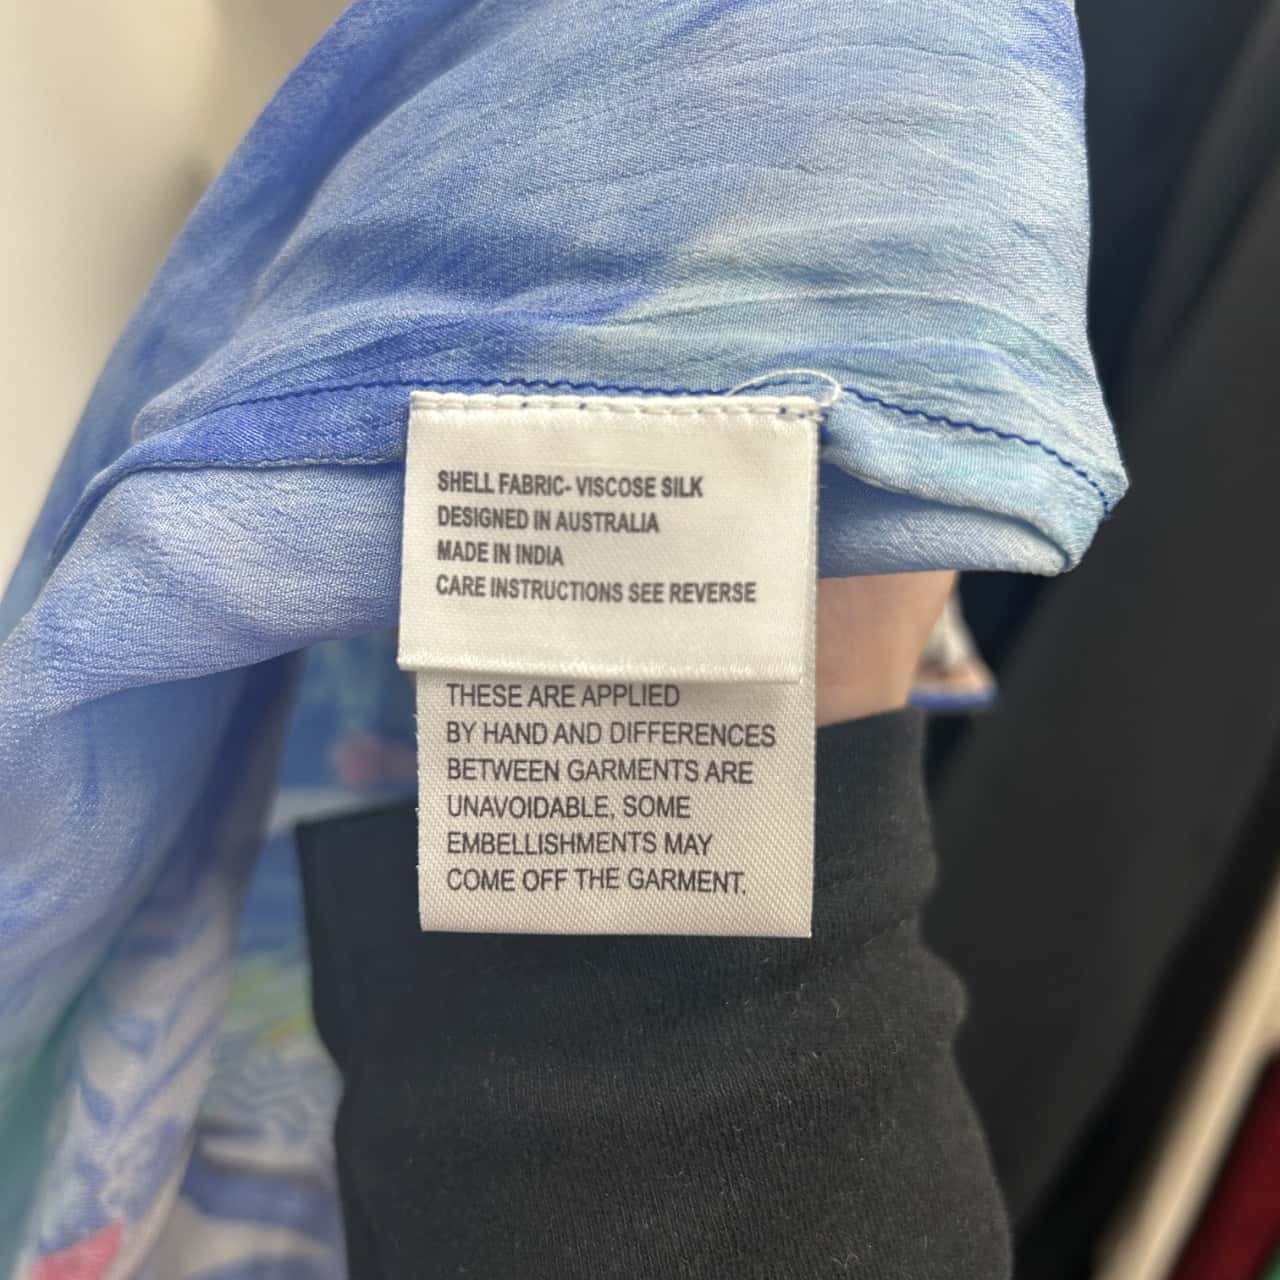 SHELL FABRIC- VISCOSE SILK
DESIGNED IN AUSTRALIA
MADE IN INDIA
CARE INSTRUCTIONS SEE REVERSE
THESE ARE APPLIED
BY HAND AND DIFFERENCES
BETWEEN GARMENTS ARE
UNAVOIDABLE, SOME
EMBELLISHMENTS MAY
COME OFF THE GARMENT.